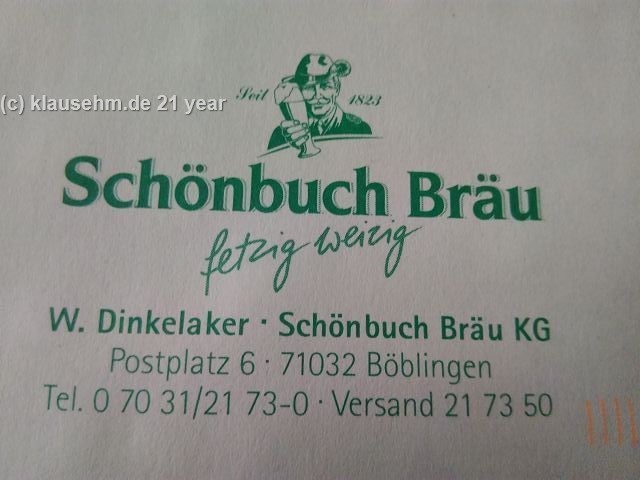 (c) klausehm.de 21 year
Seit 1823
Schönbuch Bräu
fetzig weizig
W. Dinkelaker · Schönbuch Bräu KG
Postplatz 6 · 71032 Böblingen
Tel. 0 70 31/21 73-0 · Versand 21 73 50